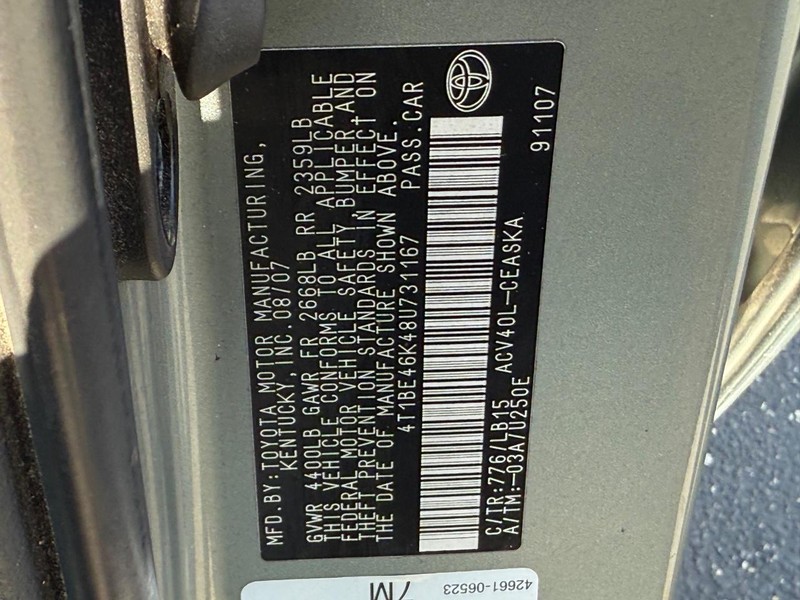 MFD.BY:TOYOTA MOTOR MANUFACTURING,
KENTUCKY, INC. 08/07
GVWR 4400LB GAWR FR 2668LB RR 2359LB
THIS VEHICLE CONFORMS TO ALL APPLICABLE
FEDERAL MOTOR VEHICLE SAFETY, BUMPER,AND
THEFT PREVENTION STANDARDS IN EFFECT ON
THE DATE OF MANUFACTURE SHOWN ABOVE.
4T1BE46K48U731167 PASS.CAR
C/TR:776/LB15 ACV40L-CEASKA
A/TM:-03A7U250E 91107
7M
42661-06523